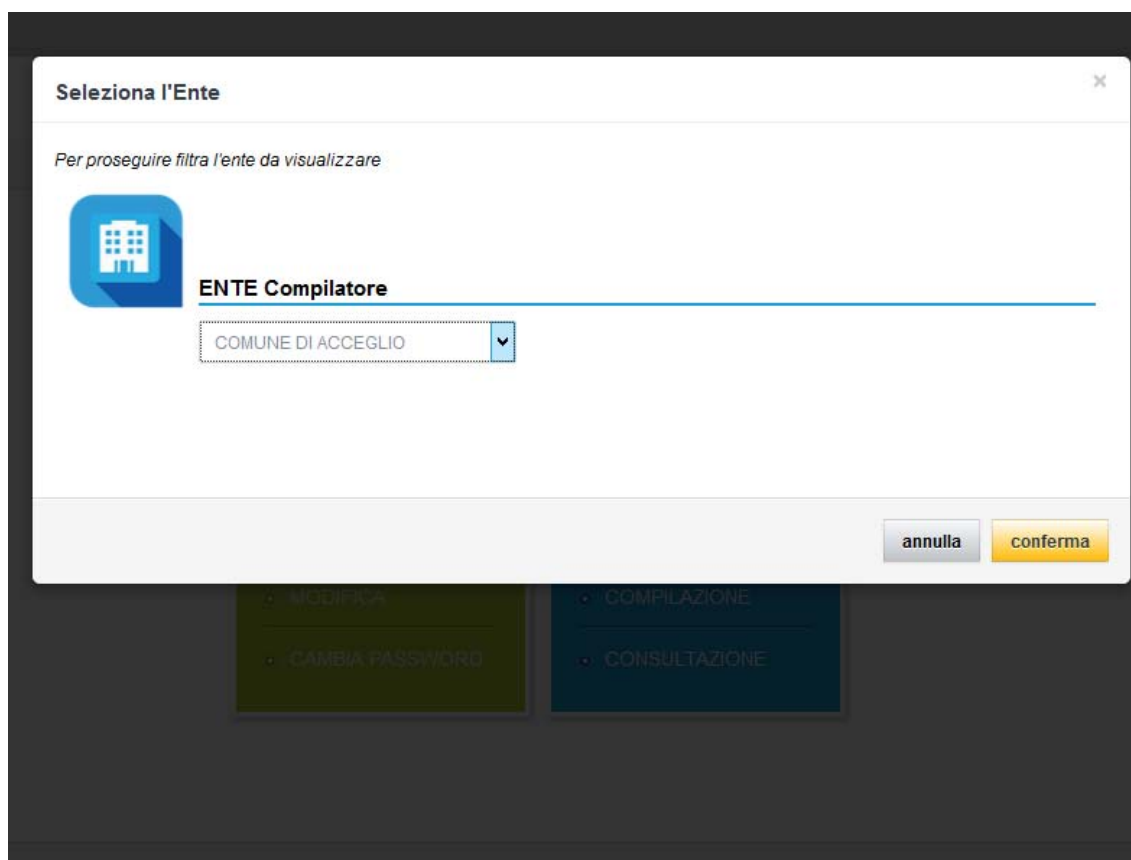 Seleziona l'Ente
×
Per proseguire filtra l'ente da visualizzare
ENTE Compilatore
COMUNE DI ACCEGLIO
annulla conferma
MODIFICA COMPILAZIONE
CAMBIA PASSWORD CONSULTAZIONE